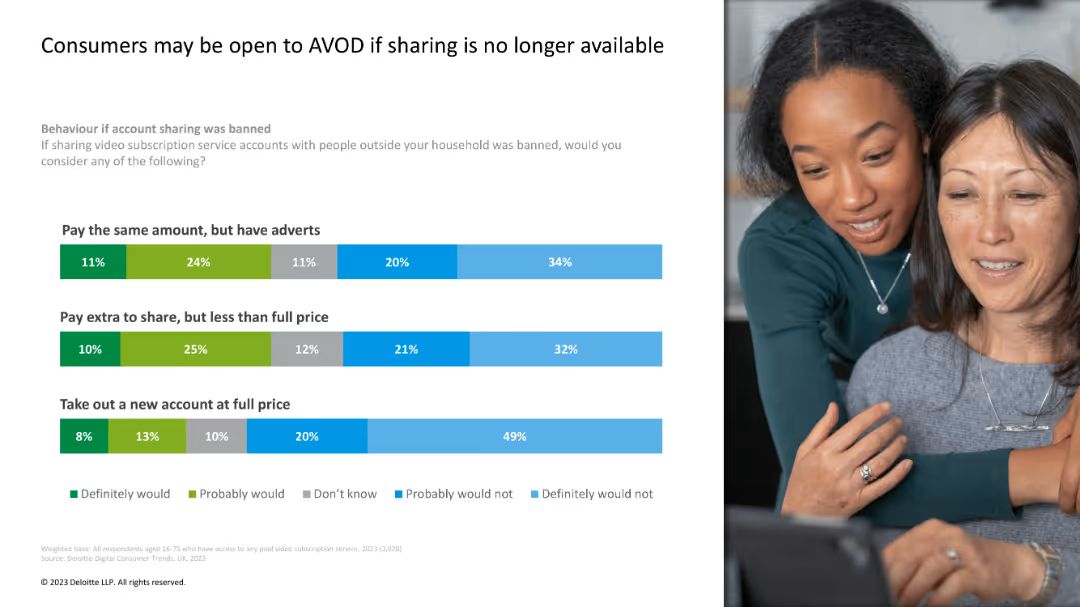 Consumers may be open to AVOD if sharing is no longer available
Behaviour if account sharing was banned
If sharing video subscription service accounts with people outside your household was banned, would you
consider any of the following?
Pay the same amount, but have adverts
11% 24% 11% 20% 34%
Pay extra to share, but less than full price
10% 25% 12% 21% 32%
Take out a new account at full price
8% 13% 10% 20% 49%
Definitely would Probably would Don't know Probably would not Definitely would not
Weighted base: All respondents aged 16-75 who have access to any paid video subscription service, 2023 (3,020)
Source: Deloitte Digital Consumer Trends, UK, 2023
© 2023 Deloitte LLP. All rights reserved.